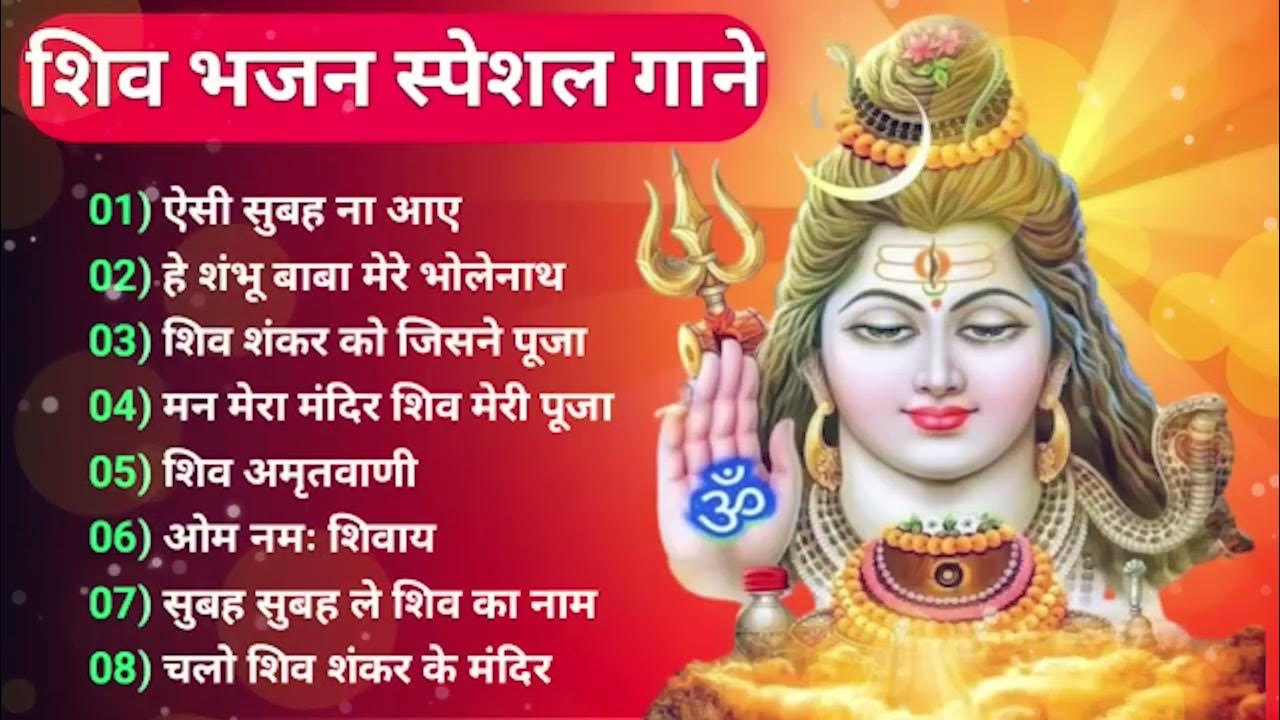 शिव भजन स्पेशल गाने
01) ऐसी सुबह ना आए
02) हे शंभू बाबा मेरे भोलेनाथ
03) शिव शंकर को जिसने पूजा
04) मन मेरा मंदिर शिव मेरी पूजा
05) शिव अमृतवाणी
06) ओम नमः शिवाय
07) सुबह सुबह ले शिव का नाम
08) चलो शिव शंकर के मंदिर
ॐ